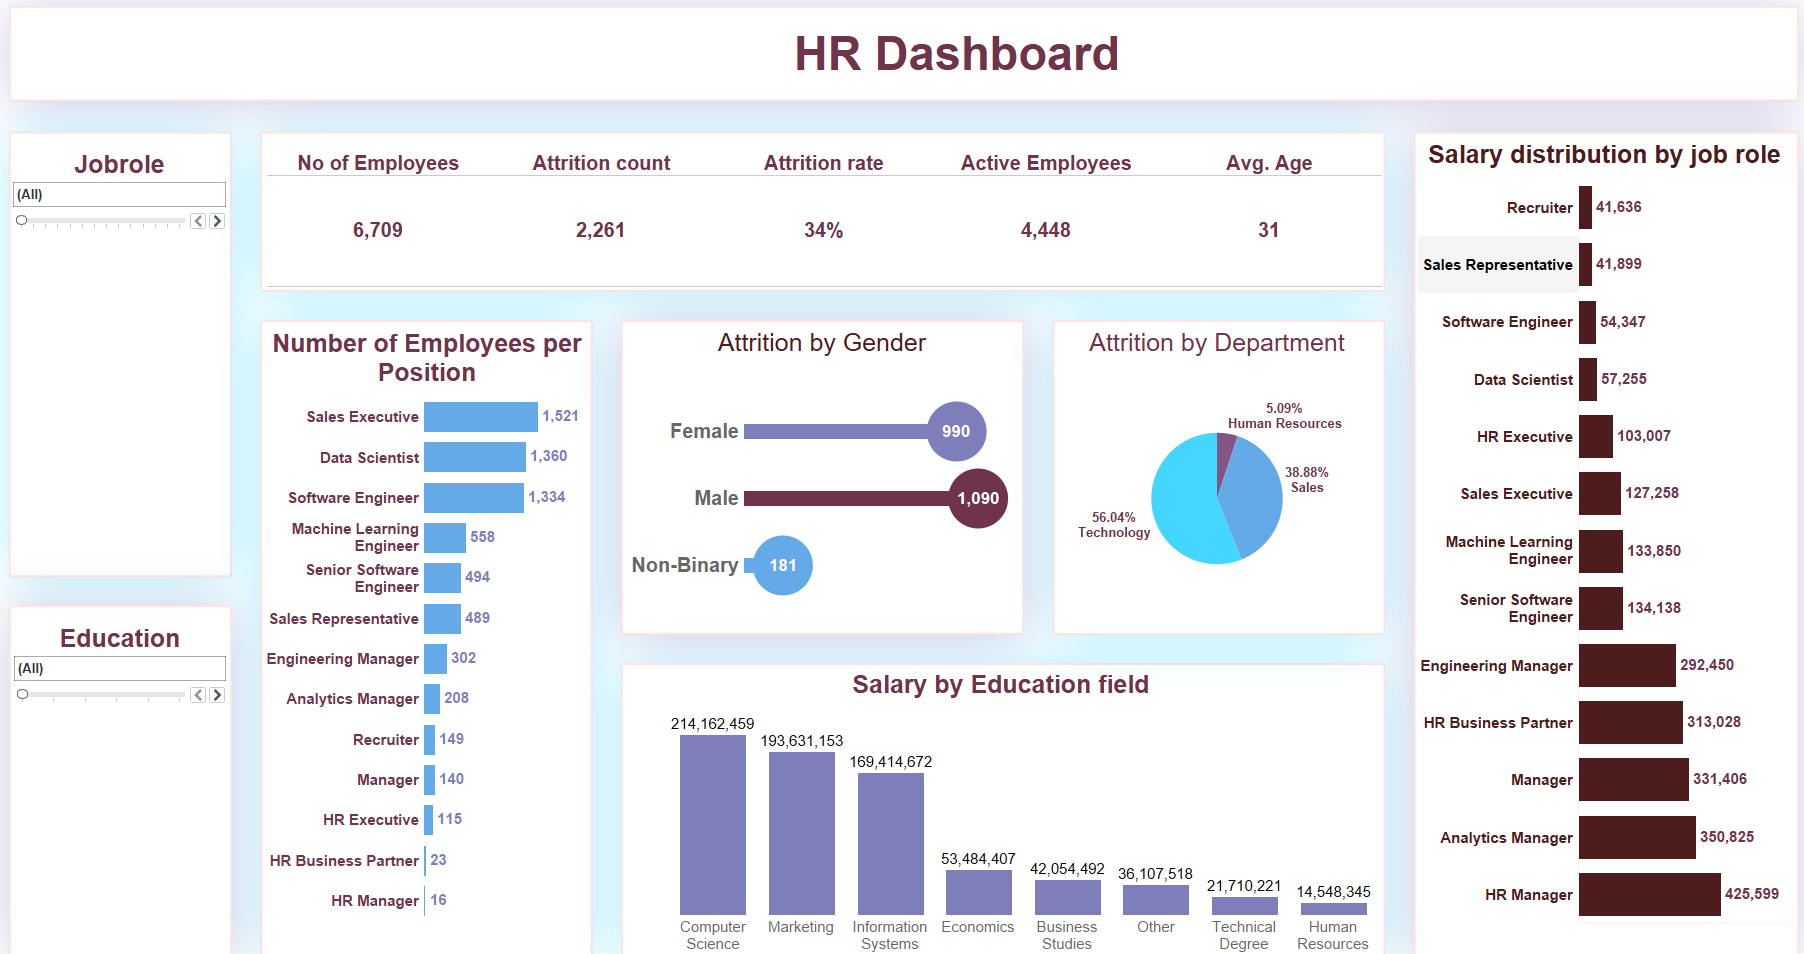 HR Dashboard
Jobrole
(All)
No of Employees
Attrition count
Attrition rate
Active Employees
Avg. Age
6,709
2,261
34%
4,448
31
Education
(All)
Number of Employees per
Position
Sales Executive
1,521
Data Scientist
1,360
Software Engineer
1,334
Machine Learning
Engineer
558
Senior Software
Engineer
494
Sales Representative
489
Engineering Manager
302
Analytics Manager
208
Recruiter
149
Manager
140
HR Executive
115
HR Business Partner
23
HR Manager
16
Attrition by Gender
Female
990
Male
1,090
Non-Binary
181
Attrition by Department
5.09%
Human Resources
38.88%
Sales
56.04%
Technology
Salary by Education field
214,162,459
193,631,153
169,414,672
53,484,407
42,054,492
36,107,518
21,710,221
14,548,345
Computer
Science
Marketing
Information
Systems
Economics
Business
Studies
Other
Technical
Degree
Human
Resources
Salary distribution by job role
Recruiter
41,636
Sales Representative
41,899
Software Engineer
54,347
Data Scientist
57,255
HR Executive
103,007
Sales Executive
127,258
Machine Learning
Engineer
133,850
Senior Software
Engineer
134,138
Engineering Manager
292,450
HR Business Partner
313,028
Manager
331,406
Analytics Manager
350,825
HR Manager
425,599